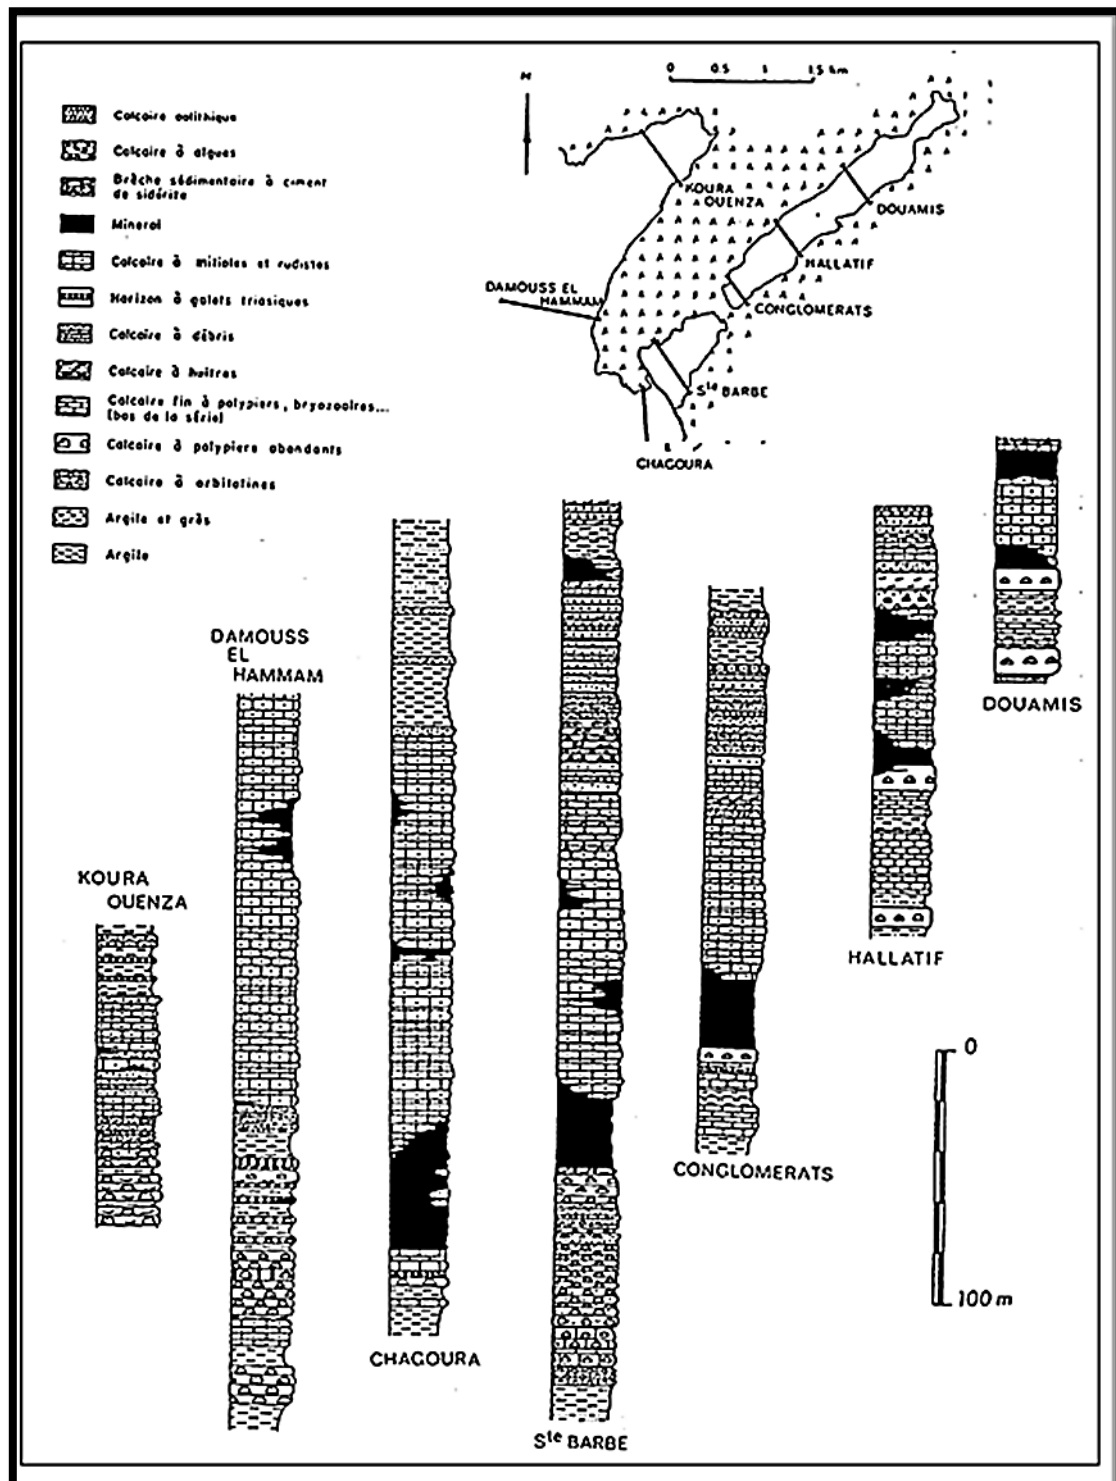 N
0 0.5 1 1.5 km
Calcaire oolithique
Calcaire à algues
Brèche sédimentaire à ciment
de sidérite
Minerai
Calcaire à milioles et rudistes
Horizon à galets triasiques
Calcaire à débris
Calcaire à huîtres
Calcaire fin à polypiers, bryozoaires...
(bas de la série)
Calcaire à polypiers abondants
Calcaire à orbitolines
Argile et grès
Argile
KOURA
OUENZA
DOUAMIS
HALLATIF
DAMOUSS EL
HAMMAM
CONGLOMERATS
Ste BARBE
CHAGOURA
DAMOUSS
EL
HAMMAM
DOUAMIS
KOURA
OUENZA
HALLATIF
0
CONGLOMERATS
100 m
CHAGOURA
Ste BARBE